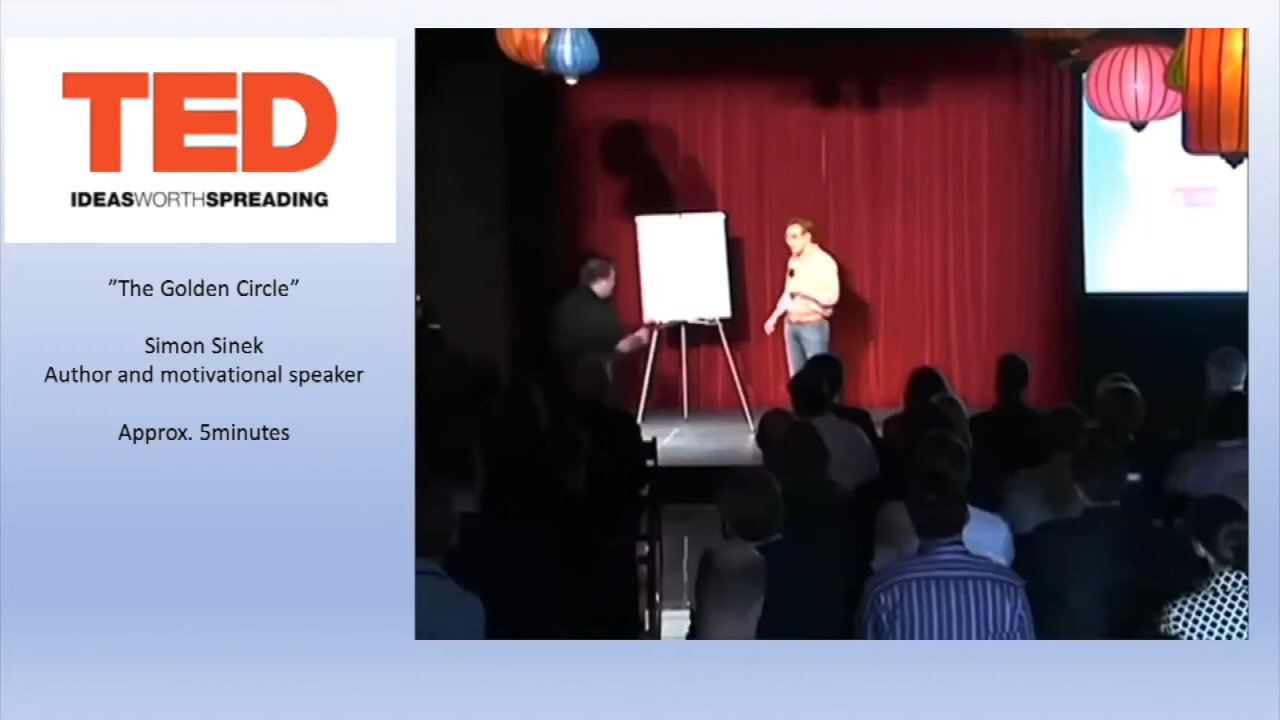 TED
IDEASWORTHSPREADING
”The Golden Circle”
Simon Sinek
Author and motivational speaker
Approx. 5minutes